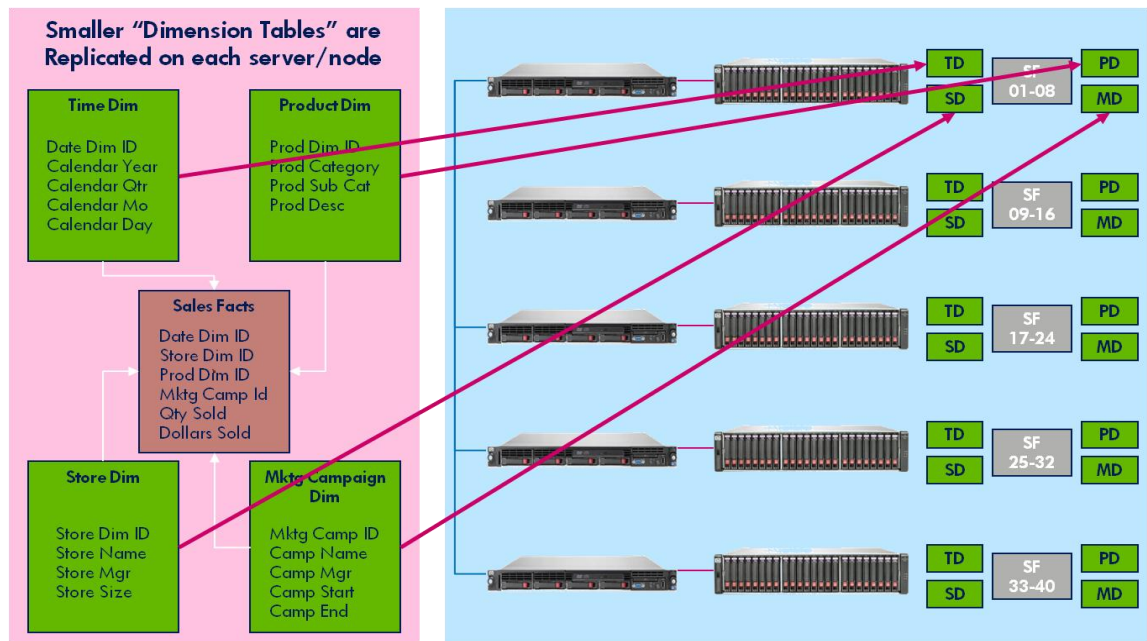 Smaller “Dimension Tables” are
Replicated on each server/node
Time Dim
Date Dim ID
Calendar Year
Calendar Qtr
Calendar Mo
Calendar Day
Product Dim
Prod Dim ID
Prod Category
Prod Sub Cat
Prod Desc
Sales Facts
Date Dim ID
Store Dim ID
Prod Dim ID
Mktg Camp Id
Qty Sold
Dollars Sold
Store Dim
Store Dim ID
Store Name
Store Mgr
Store Size
Mktg Campaign
Dim
Mktg Camp ID
Camp Name
Camp Mgr
Camp Start
Camp End
TD
SD
SF
01-08
PD
MD
TD
SD
SF
09-16
PD
MD
TD
SD
SF
17-24
PD
MD
TD
SD
SF
25-32
PD
MD
TD
SD
SF
33-40
PD
MD